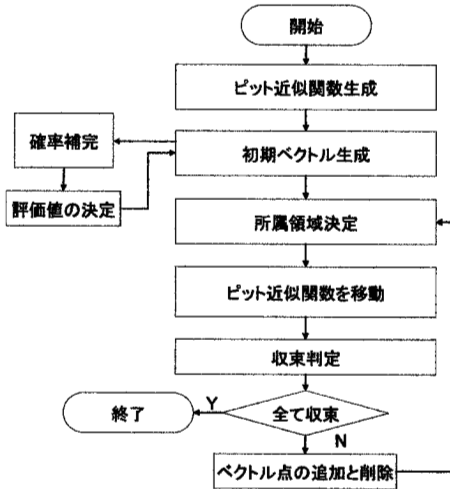 開始
ピット近似関数生成
確率補完
初期ベクトル生成
評価値の決定
所属領域決定
ピット近似関数を移動
収束判定
Y
終了
全て収束
N
ベクトル点の追加と削除